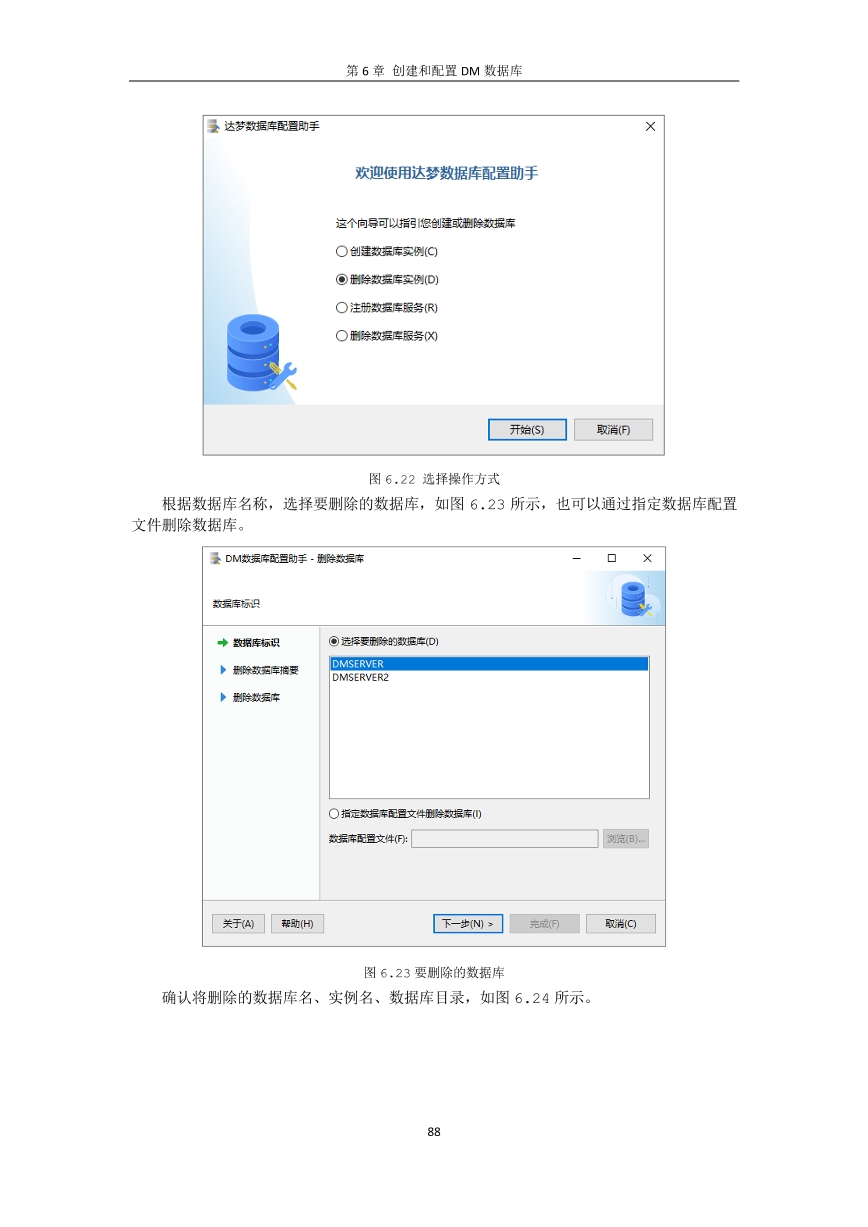 第 6 章 创建和配置 DM 数据库
达梦数据库配置助手
欢迎使用达梦数据库配置助手
这个向导可以指引您创建或删除数据库
创建数据库实例(C)
删除数据库实例(D)
注册数据库服务(R)
删除数据库服务(X)
开始(S)
取消(F)
图 6.22 选择操作方式
根据数据库名称，选择要删除的数据库，如图 6.23 所示，也可以通过指定数据库配置
文件删除数据库。
DM数据库配置助手 - 删除数据库
数据库标识
数据库标识
删除数据库摘要
删除数据库
选择要删除的数据库(D)
DMSERVER
DMSERVER2
指定数据库配置文件删除数据库(I)
数据库配置文件(F):
浏览(B)...
关于(A)
帮助(H)
下一步(N) >
完成(F)
取消(C)
图 6.23 要删除的数据库
确认将删除的数据库名、实例名、数据库目录，如图 6.24 所示。
88